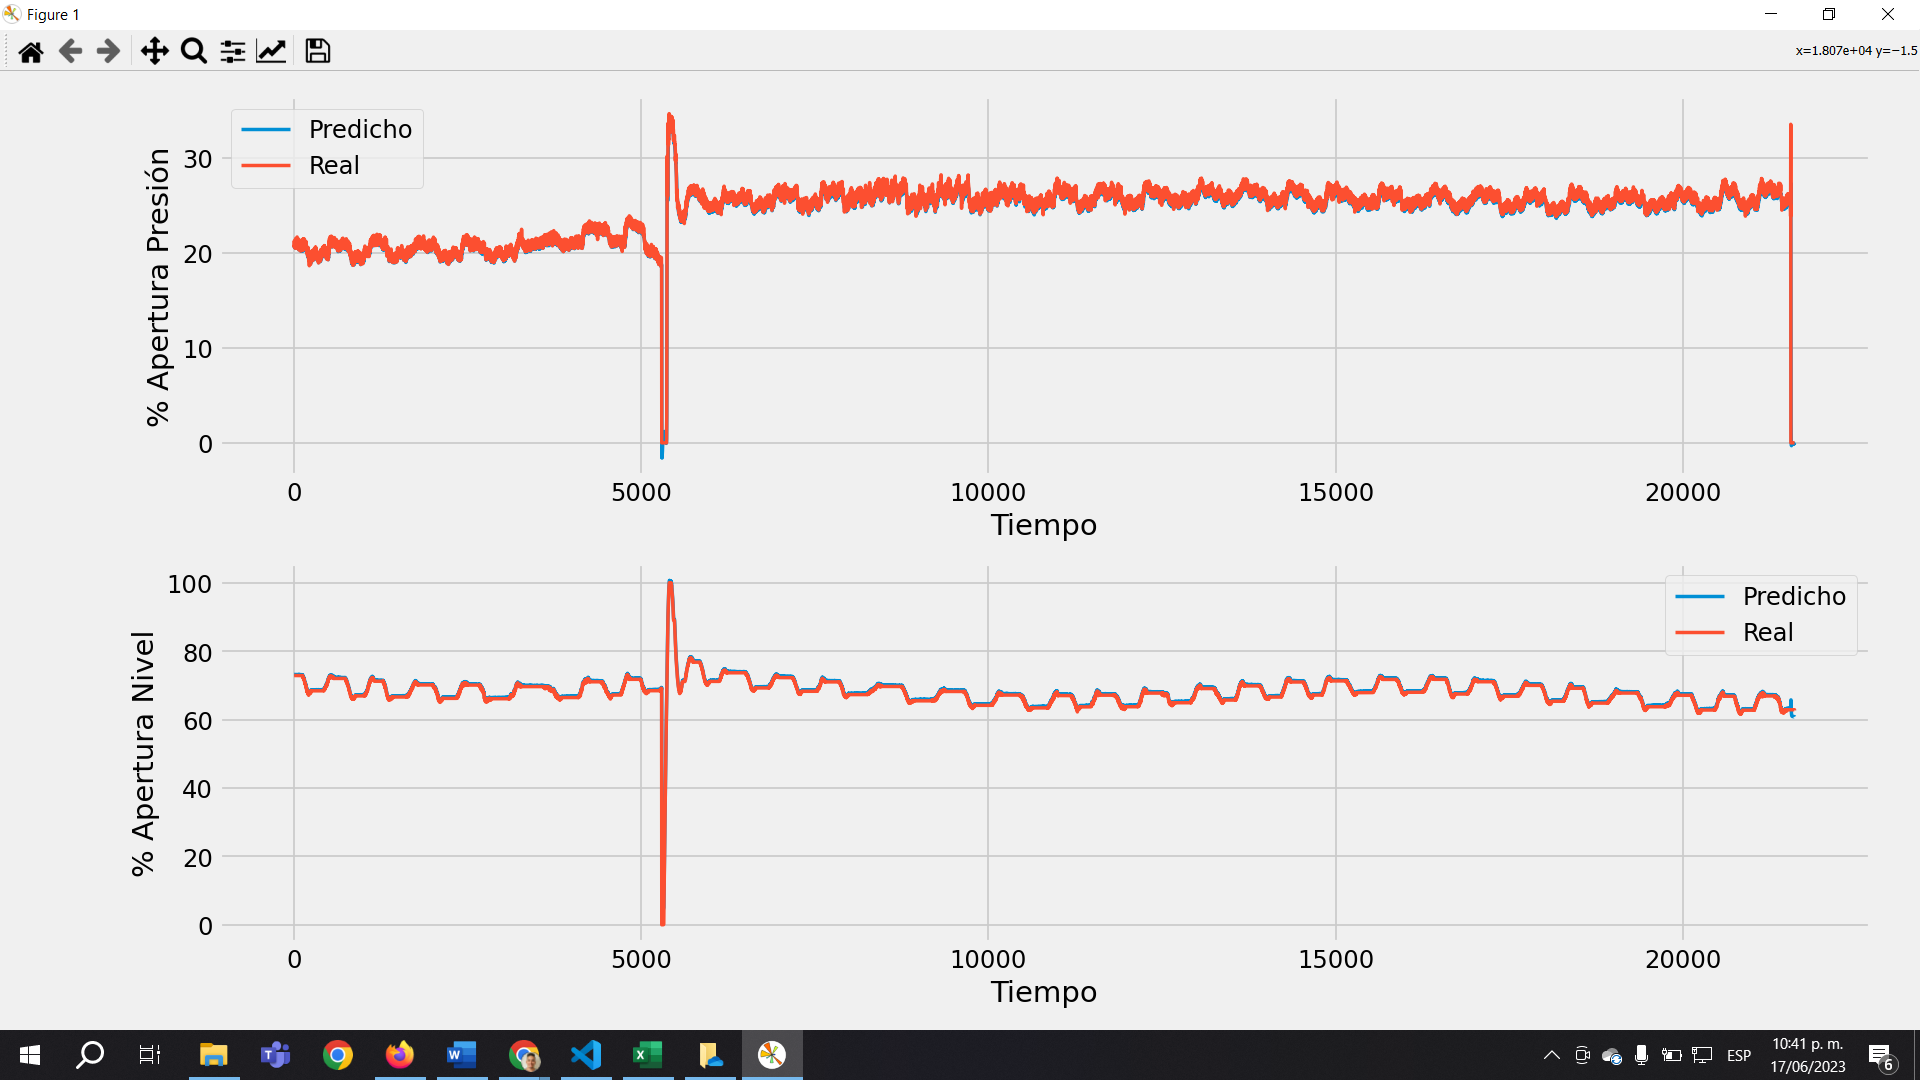 Figure 1
x=1.807e+04 y=−1.5
Predicho
Real
% Apertura Presión
30
20
10
0
0 5000 10000 15000 20000
Tiempo
Predicho
Real
% Apertura Nivel
100
80
60
40
20
0
0 5000 10000 15000 20000
Tiempo
ESP
10:41 p. m.
17/06/2023
6